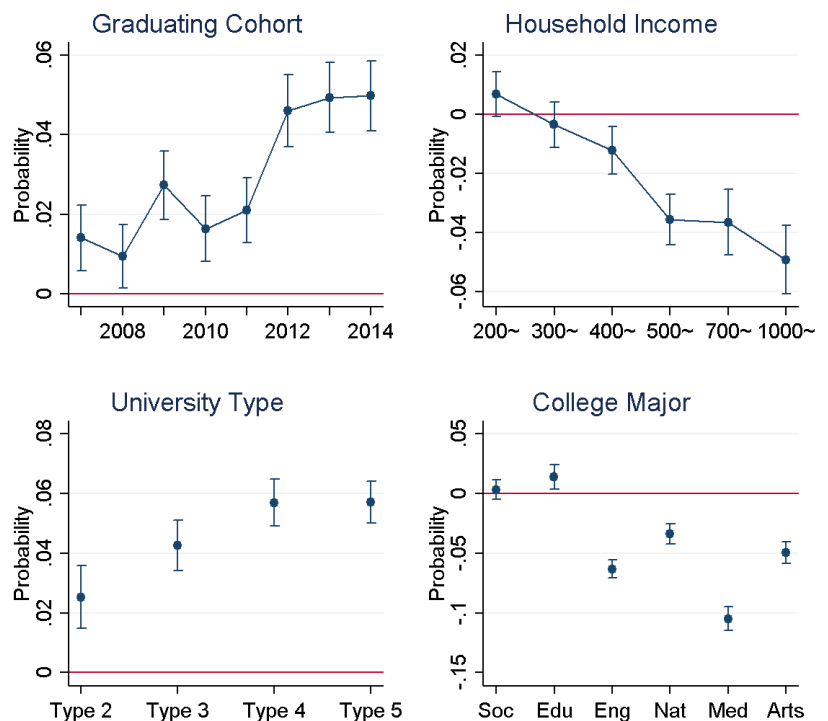 Graduating Cohort
Probability
.06
.04
.02
0
2008 2010 2012 2014
Household Income
Probability
.02
0
-.02
-.04
-.06
200~ 300~ 400~ 500~ 700~ 1000~
University Type
Probability
.08
.06
.04
.02
0
Type 2 Type 3 Type 4 Type 5
College Major
Probability
.05
0
-.05
-.1
-.15
Soc Edu Eng Nat Med Arts